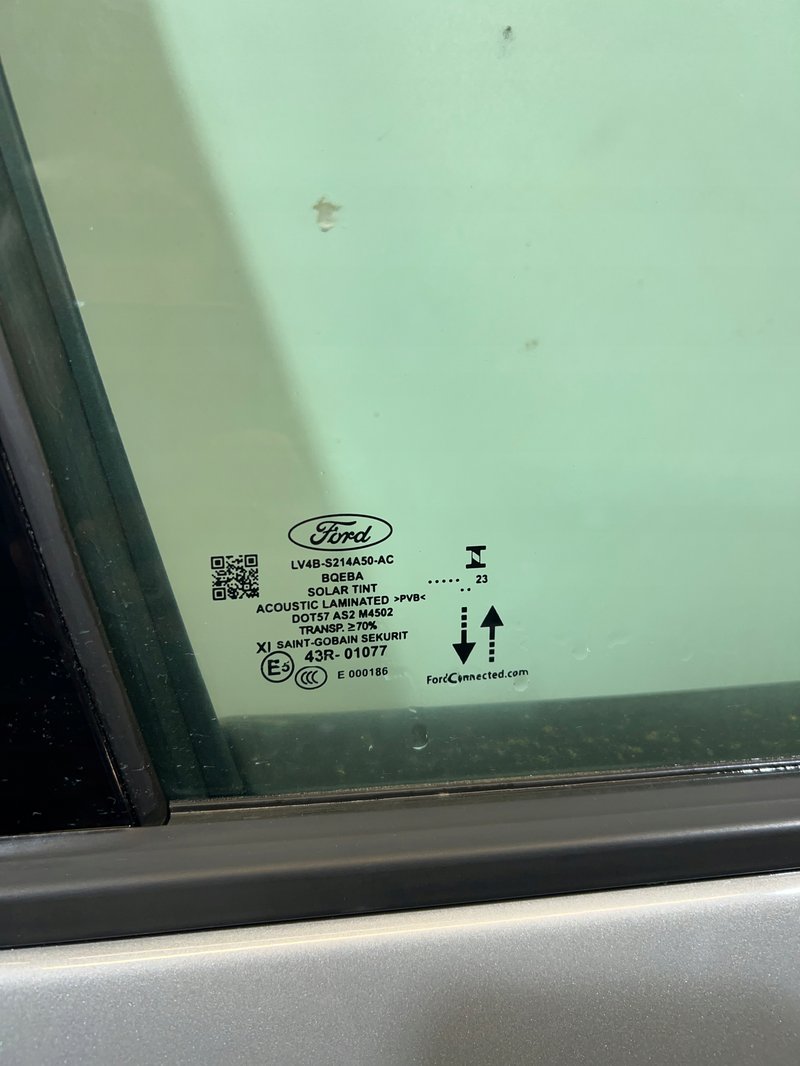 Ford
LV4B-S214A50-AC
BQEBA
SOLAR TINT
ACOUSTIC LAMINATED >PVB<
DOT57 AS2 M4502
TRANSP. ≥70%
XI SAINT-GOBAIN SEKURIT
43R- 01077
E5
CCC
E 000186
..... 23
..
FordConnected.com